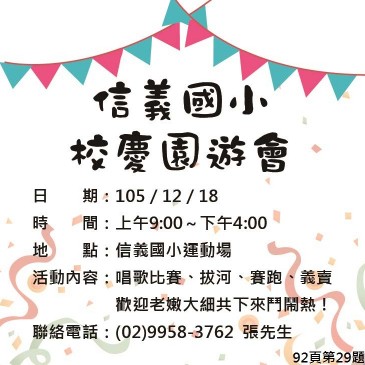 信義國小
校慶園遊會
日　　期：105 / 12 / 18
時　　間：上午9:00～下午4:00
地　　點：信義國小運動場
活動內容：唱歌比賽、拔河、賽跑、義賣
歡迎老嫩大細共下來鬥鬧熱！
聯絡電話：(02)9958-3762 張先生
92頁第29題